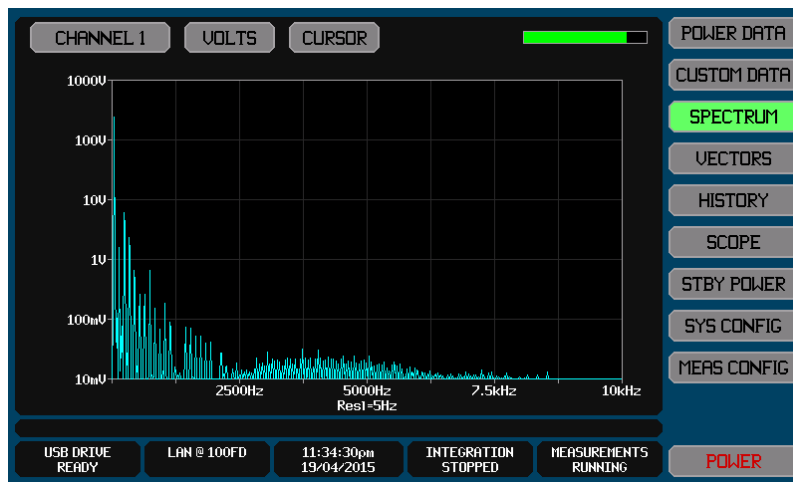 CHANNEL 1
VOLTS
CURSOR
1000V
100V
10V
1V
100mV
10mV
2500Hz
5000Hz
7.5kHz
10kHz
Resl=5Hz
USB DRIVE
READY
LAN @ 100FD
11:34:30pm
19/04/2015
INTEGRATION
STOPPED
MEASUREMENTS
RUNNING
POWER DATA
CUSTOM DATA
SPECTRUM
VECTORS
HISTORY
SCOPE
STBY POWER
SYS CONFIG
MEAS CONFIG
POWER